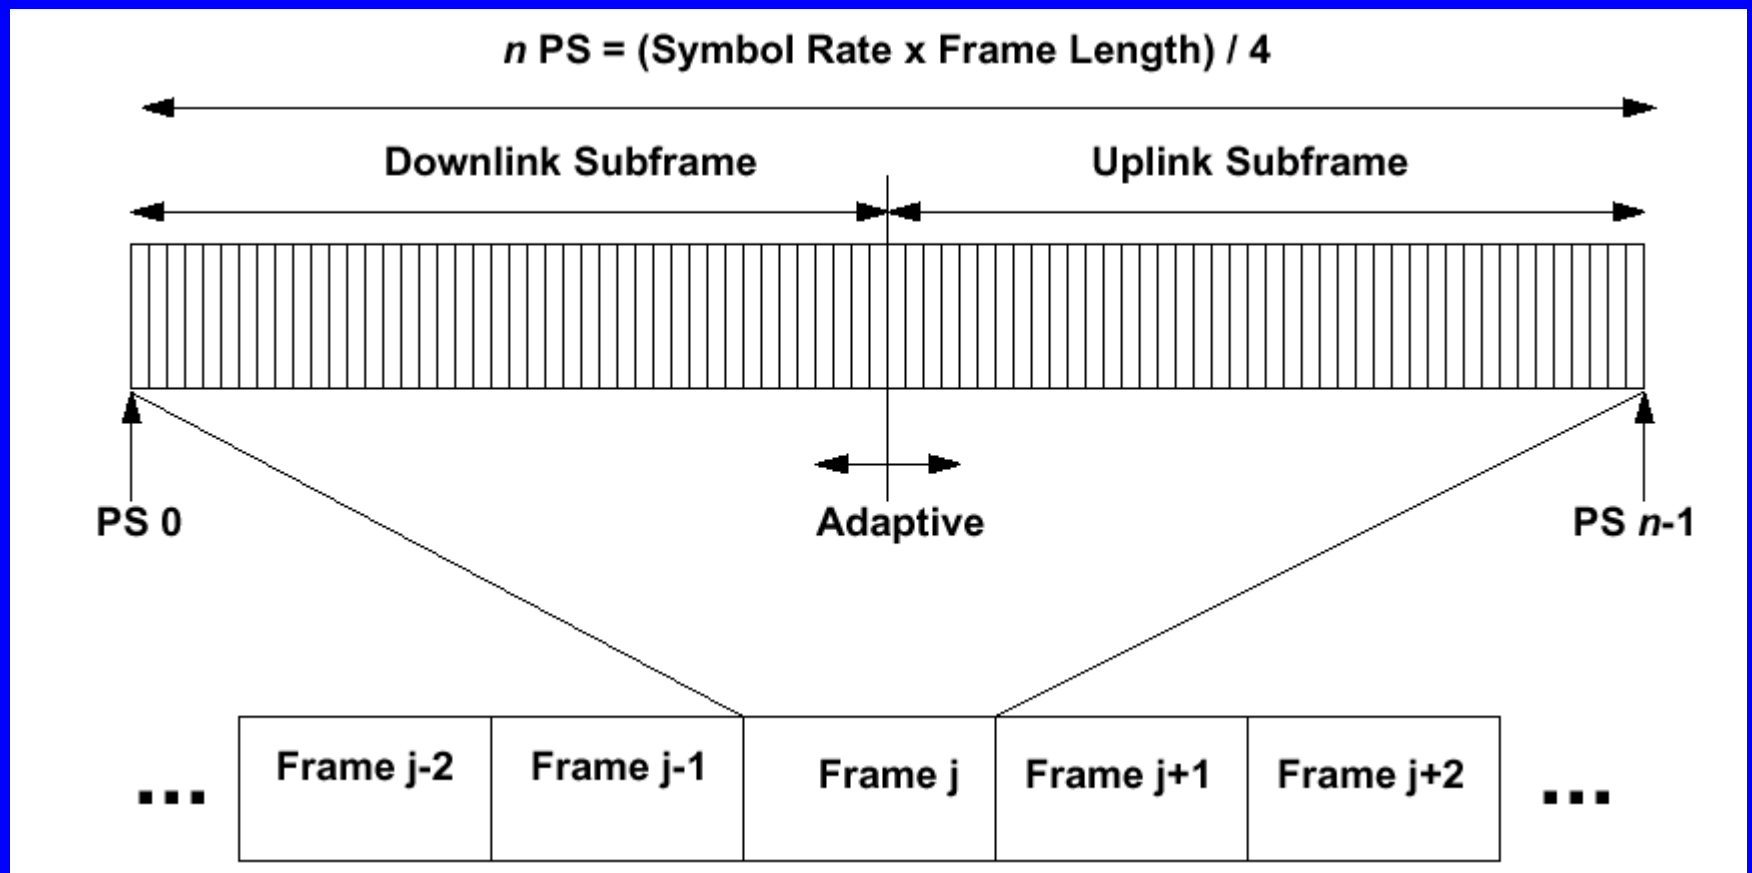 n PS = (Symbol Rate x Frame Length) / 4
Downlink Subframe
Uplink Subframe
PS 0
Adaptive
PS n-1
... Frame j-2 Frame j-1 Frame j Frame j+1 Frame j+2 ...